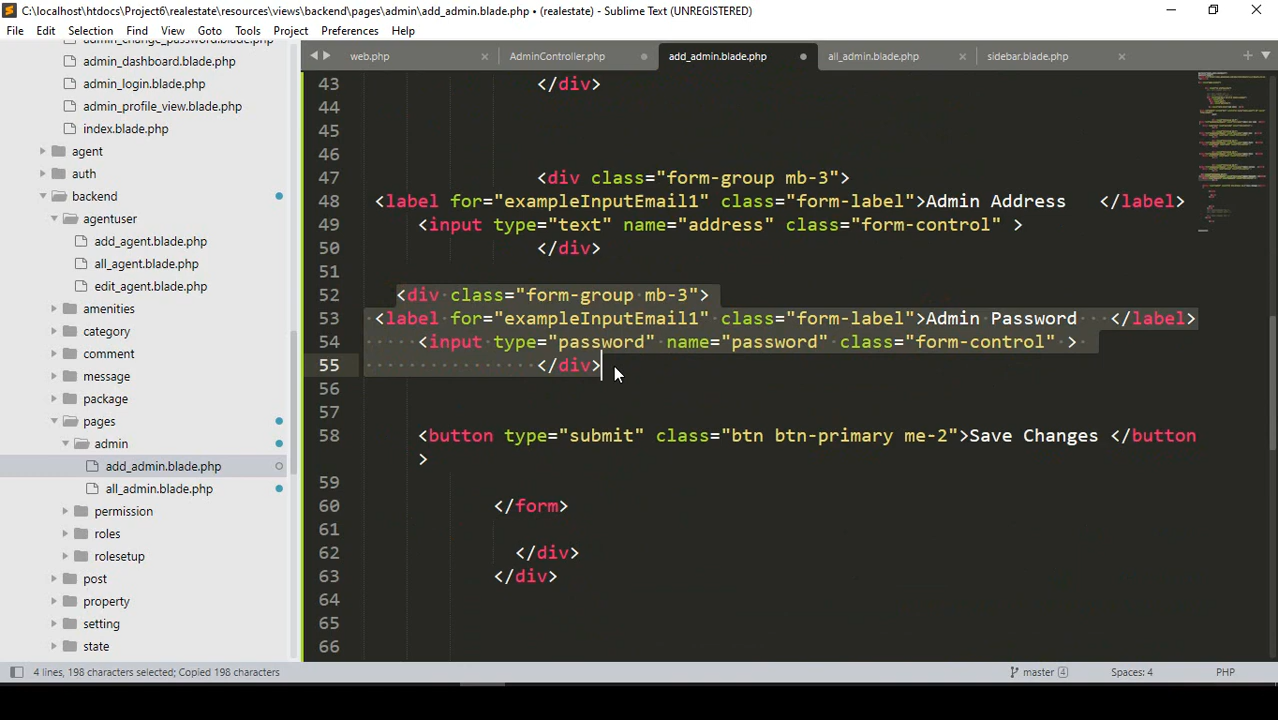 C:\localhost\htdocs\Project6\realestate\resources\views\backend\pages\admin\add_admin.blade.php • (realestate) - Sublime Text (UNREGISTERED)
File Edit Selection Find View Goto Tools Project Preferences Help
admin_change_password.blade.php
admin_dashboard.blade.php
admin_login.blade.php
admin_profile_view.blade.php
index.blade.php
agent
auth
backend
agentuser
add_agent.blade.php
all_agent.blade.php
edit_agent.blade.php
amenities
category
comment
message
package
pages
admin
add_admin.blade.php
all_admin.blade.php
permission
roles
rolesetup
post
property
setting
state
web.php AdminController.php add_admin.blade.php all_admin.blade.php sidebar.blade.php
43 </div>
44
45
46
47 <div class="form-group mb-3">
48 <label for="exampleInputEmail1" class="form-label">Admin Address </label>
49 <input type="text" name="address" class="form-control" >
50 </div>
51
52 <div class="form-group mb-3">
53 <label for="exampleInputEmail1" class="form-label">Admin Password </label>
54 <input type="password" name="password" class="form-control" >
55 </div>
56
57
58 <button type="submit" class="btn btn-primary me-2">Save Changes </button
>
59
60 </form>
61
62 </div>
63 </div>
64
65
66
4 lines, 198 characters selected; Copied 198 characters master 4 Spaces: 4 PHP